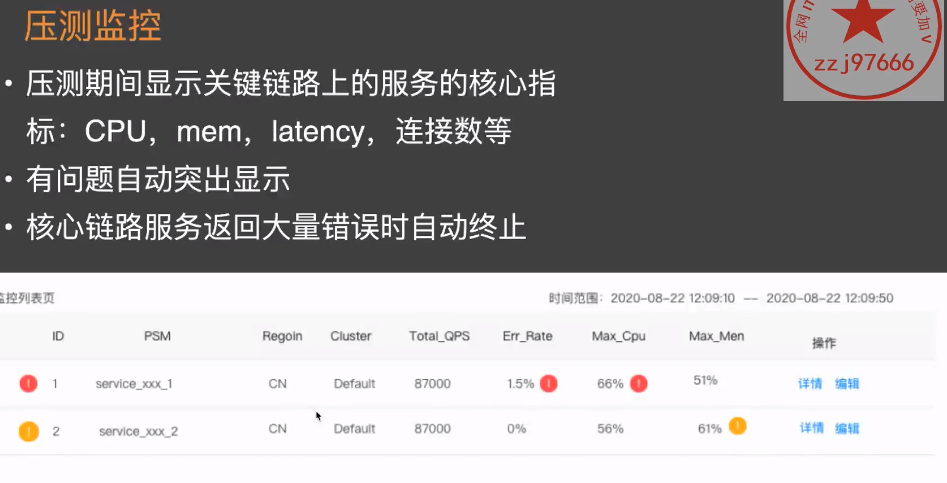 压测监控
全网IT
需要加V
zzj97666
• 压测期间显示关键链路上的服务的核心指
标：CPU，mem，latency，连接数等
• 有问题自动突出显示
• 核心链路服务返回大量错误时自动终止
监控列表页 时间范围：2020-08-22 12:09:10 -- 2020-08-22 12:09:50
ID PSM Regoin Cluster Total_QPS Err_Rate Max_Cpu Max_Men 操作
! 1 service_xxx_1 CN Default 87000 1.5% ! 66% ! 51% 详情 编辑
! 2 service_xxx_2 CN Default 87000 0% 56% 61% ! 详情 编辑